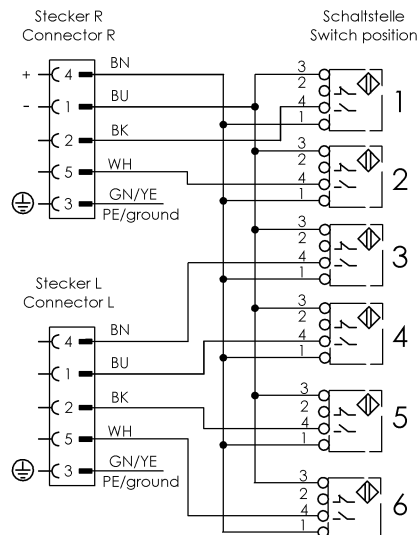 Stecker R
Connector R
Schaltstelle
Switch position
+ 4 BN
- 1 BU
2 BK
5 WH
3 GN/YE
PE/ground
3
2
4
1
1
3
2
4
1
2
3
2
4
1
3
Stecker L
Connector L
4 BN
1 BU
2 BK
5 WH
3 GN/YE
PE/ground
3
2
4
1
4
3
2
4
1
5
3
2
4
1
6